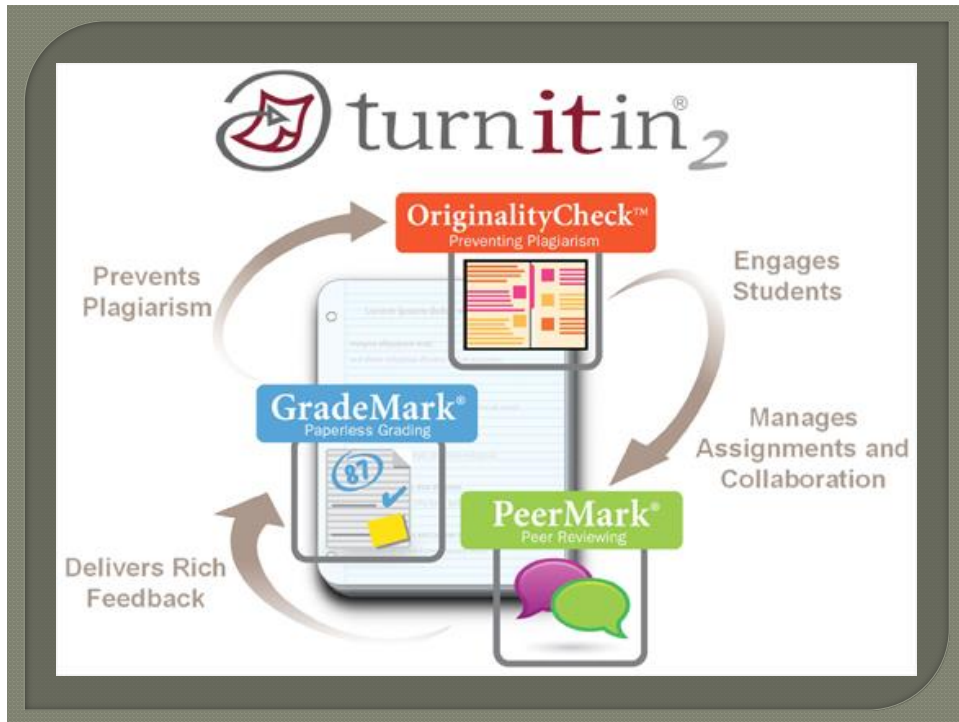 turnitin® 2
OriginalityCheck™
Preventing Plagiarism
Prevents
Plagiarism
Engages
Students
GradeMark®
Paperless Grading
87
Manages
Assignments and
Collaboration
PeerMark®
Peer Reviewing
Delivers Rich
Feedback